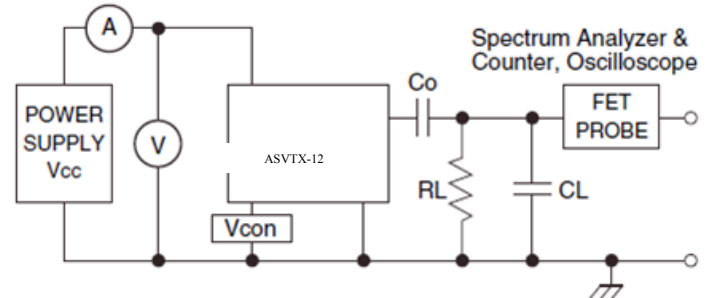 A
Spectrum Analyzer &
Counter, Oscilloscope
Co
POWER
SUPPLY
Vcc
V
ASVTX-12
FET
PROBE
RL
CL
Vcon